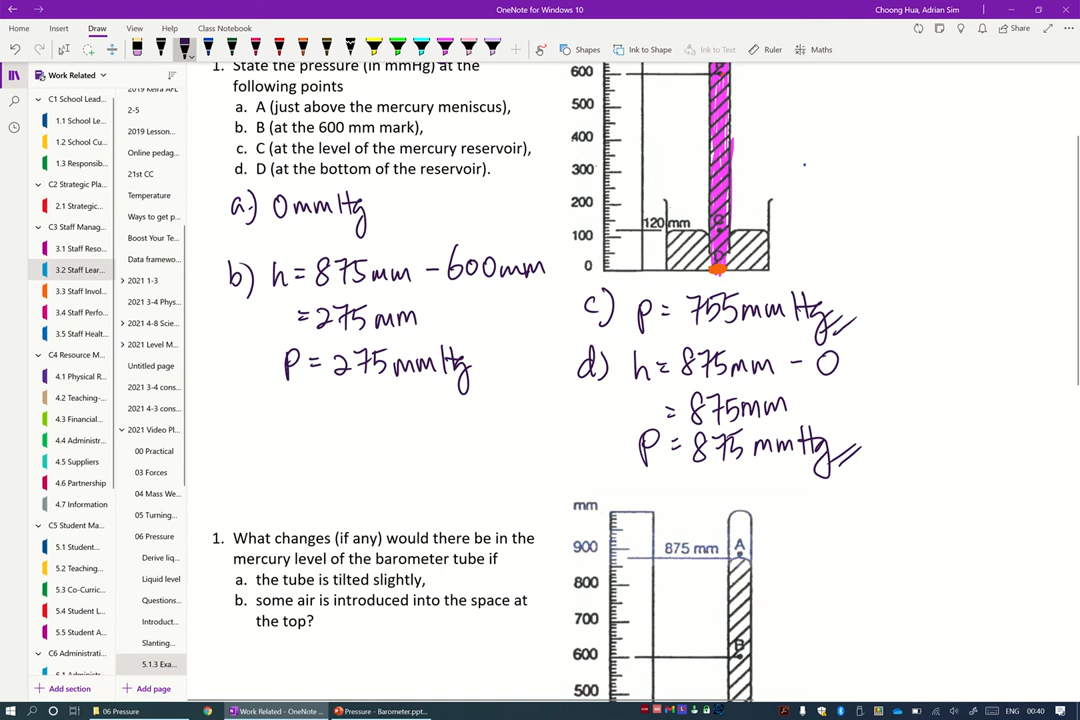 OneNote for Windows 10
Choong Hua, Adrian Sim
Home
Insert
Draw
View
Help
Class Notebook
Share
Shapes
Ink to Shape
Ink to Text
Ruler
Maths
Work Related
C1 School Lead...
1.1 School Le...
1.2 School Cu...
1.3 Responsib...
C2 Strategic Pla...
2.1 Strategic...
C3 Staff Manag...
3.1 Staff Reso...
3.2 Staff Lear...
3.3 Staff Invol...
3.4 Staff Perfo...
3.5 Staff Healt...
C4 Resource M...
4.1 Physical R...
4.2 Teaching-...
4.3 Financial...
4.4 Administr...
4.5 Suppliers
4.6 Partnership
4.7 Information
C5 Student Ma...
5.1 Student...
5.2 Teaching...
5.3 Co-Curric...
5.4 Student L...
5.5 Student A...
C6 Administrati...
Add section
2-5
2019 Lesson...
Online pedag...
21st CC
Temperature
Ways to get p...
Boost Your Te...
Data framewo...
2021 1-3
2021 3-4 Phys...
2021 4-8 Scie...
2021 Level M...
Untitled page
2021 3-4 cons...
2021 4-3 cons...
2021 Video Pl...
00 Practical
03 Forces
04 Mass We...
05 Turning...
06 Pressure
Derive liq...
Liquid level
Questions...
Introduct...
Slanting...
5.1.3 Exa...
Add page
1. State the pressure (in mmHg) at the
following points
a. A (just above the mercury meniscus),
b. B (at the 600 mm mark),
c. C (at the level of the mercury reservoir),
d. D (at the bottom of the reservoir).
a.) 0mmHg
b) h = 875mm - 600mm
= 275 mm
P = 275mmHg
600
500
400
300
200
120 mm
C
100
D
0
c) P = 755mmHg
d) h = 875mm - 0
= 875mm
P = 875 mmHg
1. What changes (if any) would there be in the
mercury level of the barometer tube if
a. the tube is tilted slightly,
b. some air is introduced into the space at
the top?
mm
900
875 mm
A
800
700
B
600
500
06 Pressure
Work Related - OneNote ...
Pressure - Barometer.ppt...
ENG
00:40